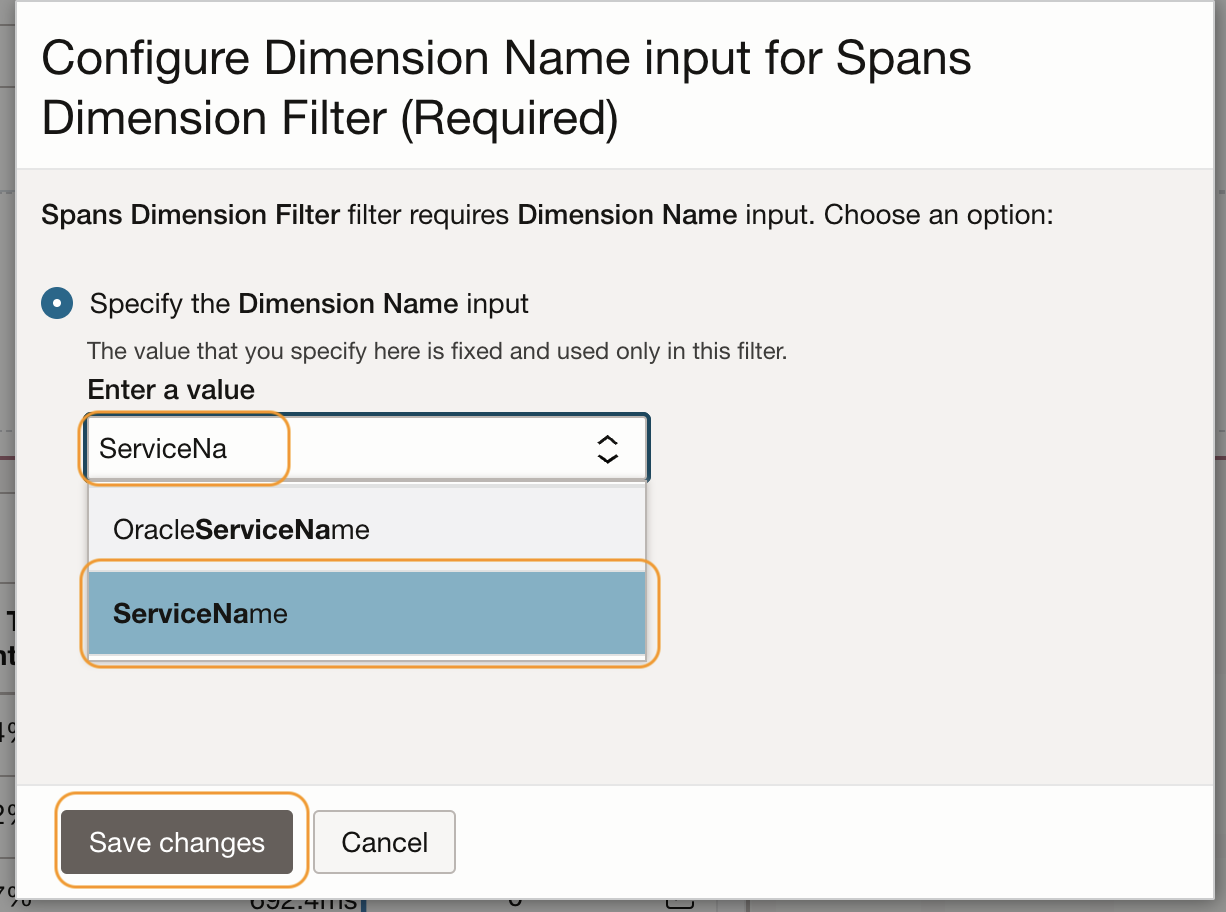 Configure Dimension Name input for Spans
Dimension Filter (Required)
Spans Dimension Filter filter requires Dimension Name input. Choose an option:
Specify the Dimension Name input
The value that you specify here is fixed and used only in this filter.
Enter a value
ServiceNa
OracleServiceName
ServiceName
Save changes
Cancel
692.4ms